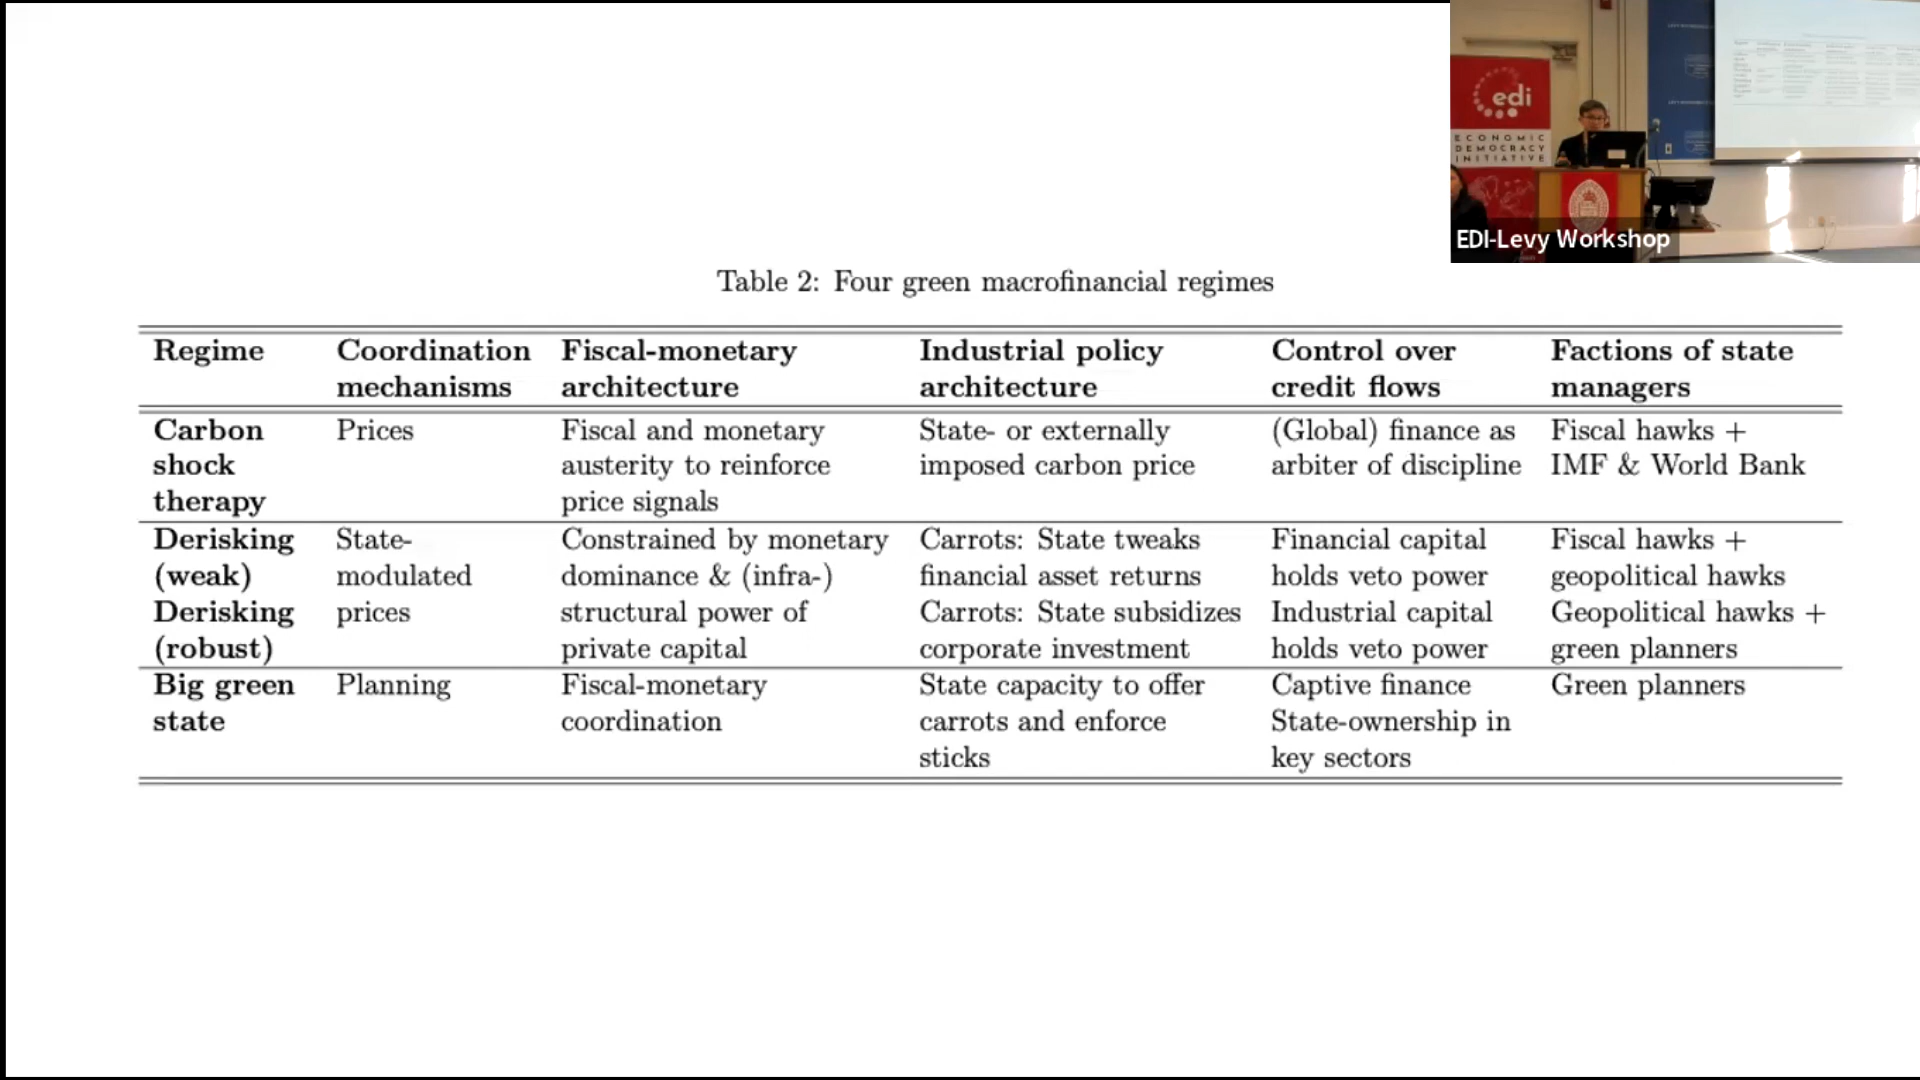 edi
ECONOMIC
DEMOCRACY
INITIATIVE
EDI-Levy Workshop
Table 2: Four green macrofinancial regimes
Regime Coordination mechanisms Fiscal-monetary architecture Industrial policy architecture Control over credit flows Factions of state managers
Carbon shock therapy Prices Fiscal and monetary austerity to reinforce price signals State- or externally imposed carbon price (Global) finance as arbiter of discipline Fiscal hawks + IMF & World Bank
Derisking (weak) State-modulated prices Constrained by monetary dominance & (infra-) structural power of private capital Carrots: State tweaks financial asset returns Financial capital holds veto power Fiscal hawks + geopolitical hawks
Derisking (robust) Carrots: State subsidizes corporate investment Industrial capital holds veto power Geopolitical hawks + green planners
Big green state Planning Fiscal-monetary coordination State capacity to offer carrots and enforce sticks Captive finance State-ownership in key sectors Green planners